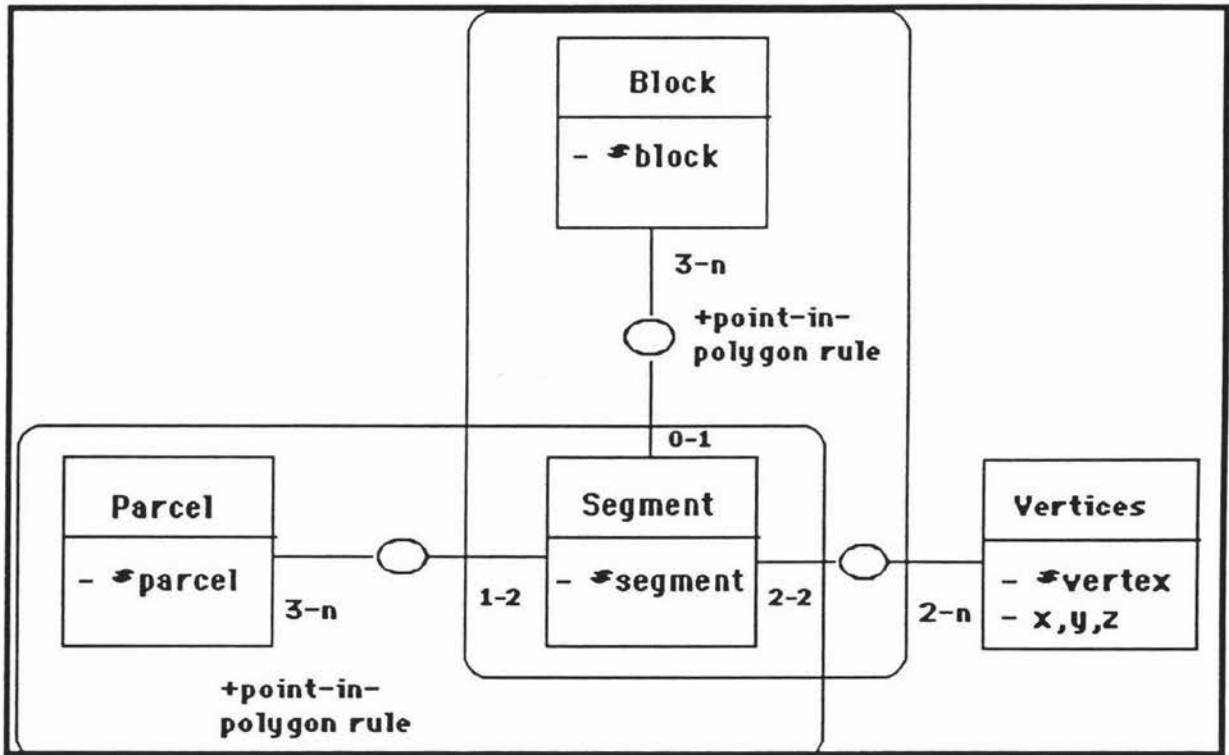 Block
- #block
3-n
+point-in-
polygon rule
0-1
Parcel
- #parcel
3-n
1-2
Segment
- #segment
2-2
2-n
Vertices
- #vertex
- x,y,z
+point-in-
polygon rule